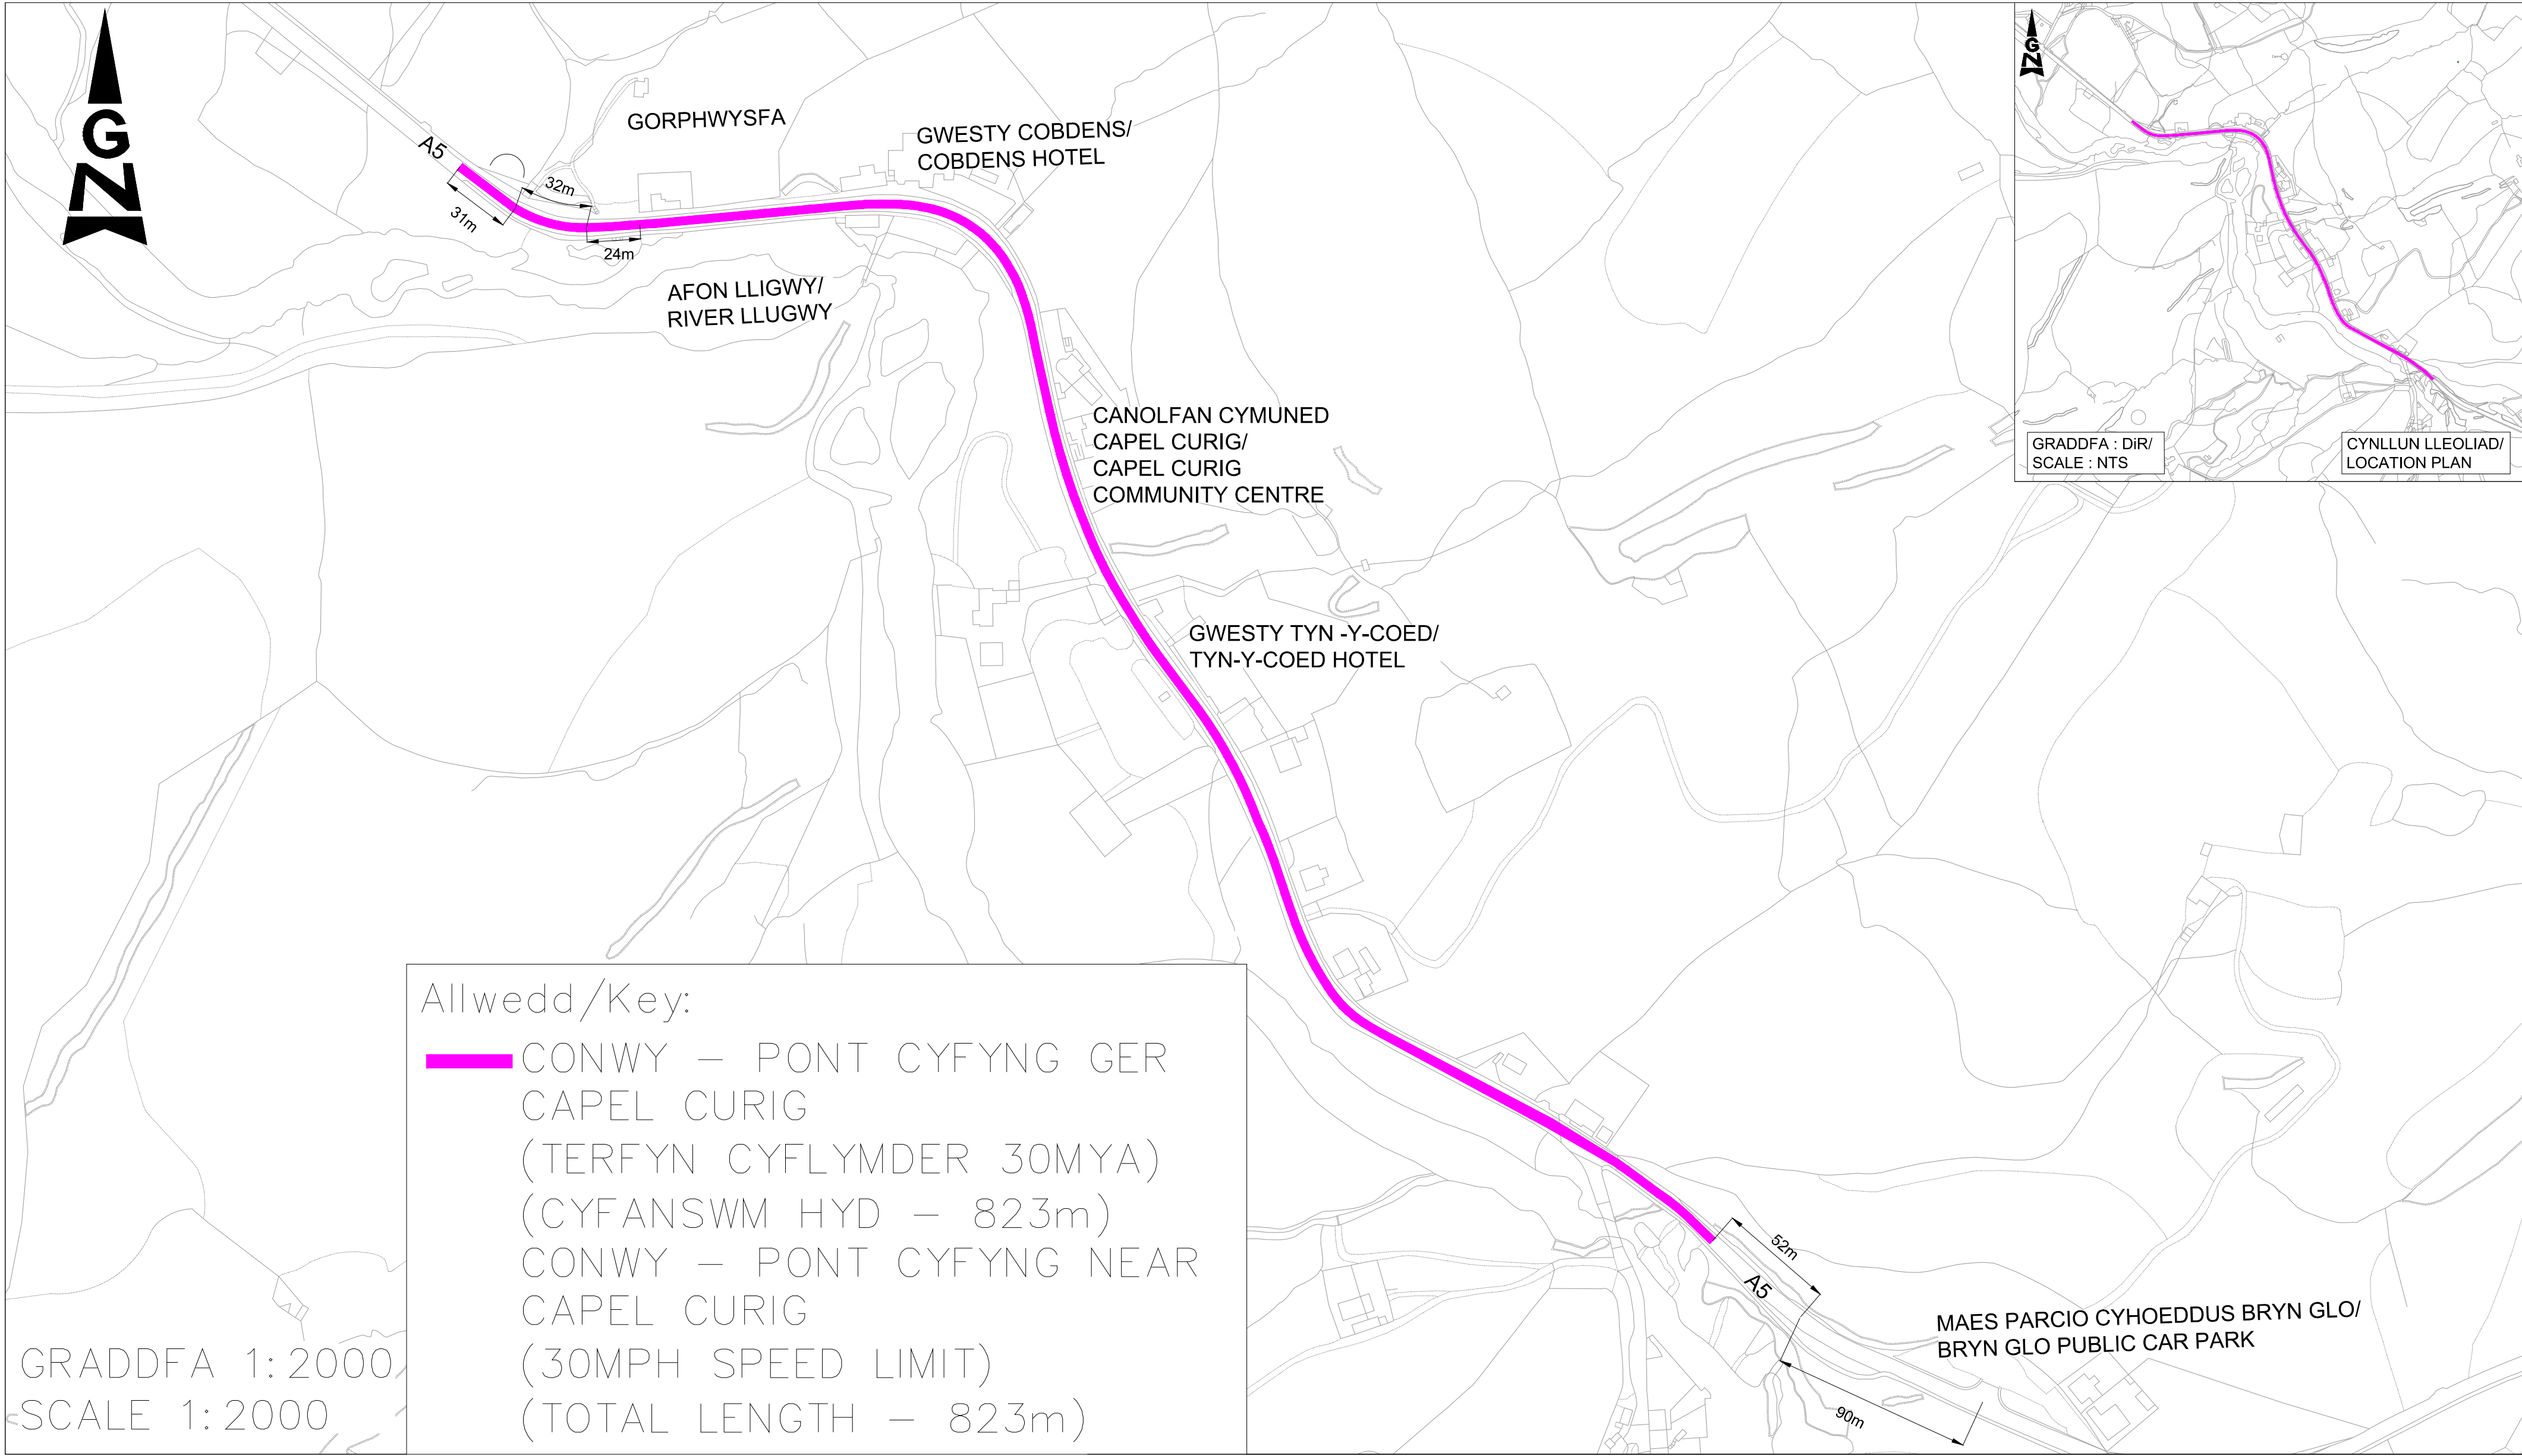 G
N
A5
31m
32m
24m
GORPHWYSFA
GWESTY COBDENS/
COBDENS HOTEL
AFON LLIGWY/
RIVER LLUGWY
CANOLFAN CYMUNED
CAPEL CURIG/
CAPEL CURIG
COMMUNITY CENTRE
GWESTY TYN -Y-COED/
TYN-Y-COED HOTEL
G
N
GRADDFA : DiR/
SCALE : NTS
CYNLLUN LLEOLIAD/
LOCATION PLAN
52m
A5
90m
MAES PARCIO CYHOEDDUS BRYN GLO/
BRYN GLO PUBLIC CAR PARK
Allwedd/Key:
CONWY – PONT CYFYNG GER
CAPEL CURIG
(TERFYN CYFLYMDER 30MYA)
(CYFANSWM HYD – 823m)
CONWY – PONT CYFYNG NEAR
CAPEL CURIG
(30MPH SPEED LIMIT)
(TOTAL LENGTH – 823m)
GRADDFA 1:2000
SCALE 1:2000